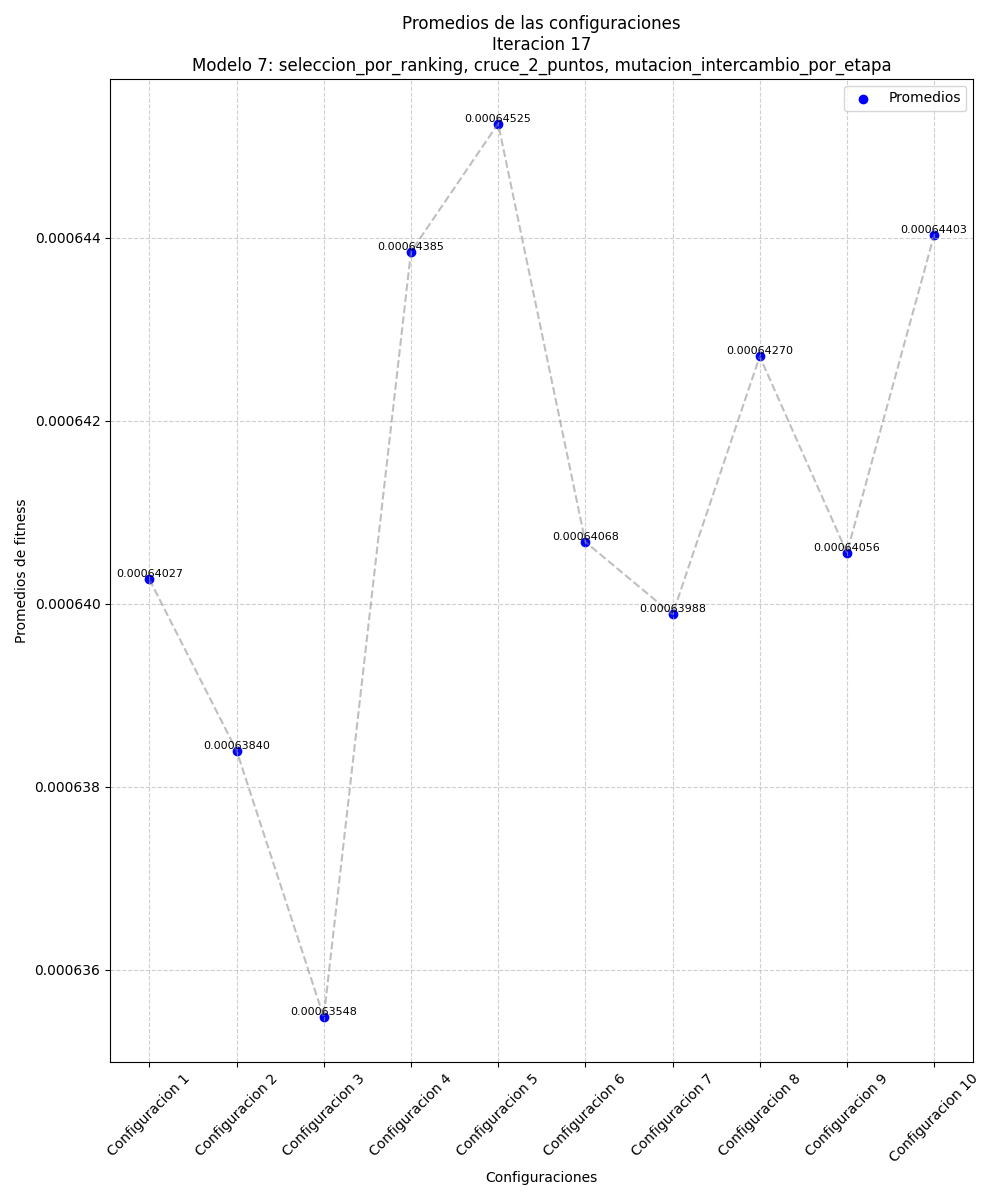 Promedios de las configuraciones
Iteracion 17
Modelo 7: seleccion_por_ranking, cruce_2_puntos, mutacion_intercambio_por_etapa
Promedios
0.00064525
0.00064403
0.00064385
0.000644
0.00064270
0.000642
0.00064068
0.00064056
0.00064027
0.000640
0.00063988
0.00063840
0.000638
0.000636
0.00063548
Promedios de fitness
Configuracion 1
Configuracion 2
Configuracion 3
Configuracion 4
Configuracion 5
Configuracion 6
Configuracion 7
Configuracion 8
Configuracion 9
Configuracion 10
Configuraciones